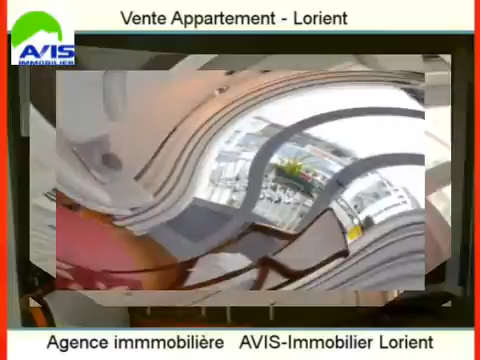 Vente Appartement - Lorient
AVIS
IMMOBILIER
Agence immmobilière AVIS-Immobilier Lorient